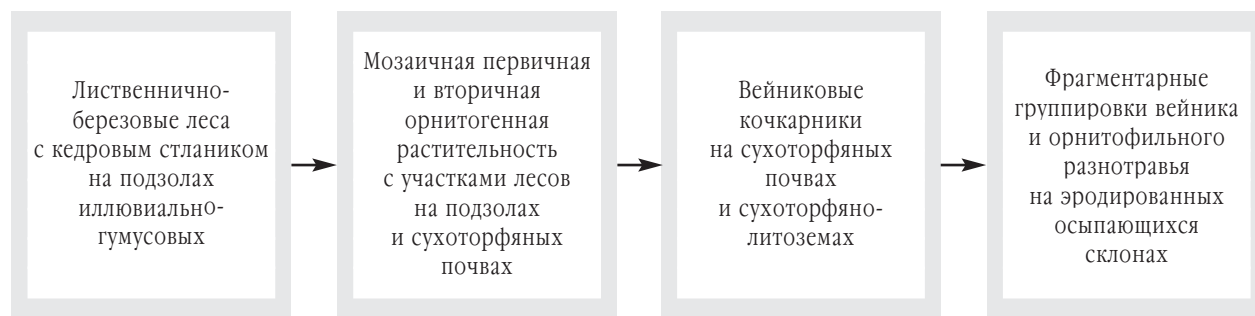 Лиственнично-
березовые леса
с кедровым стлаником
на подзолах
иллювиально-
гумусовых
Мозаичная первичная
и вторичная
орнитогенная
растительность
с участками лесов
на подзолах
и сухоторфяных
почвах
Вейниковые
кочкарники
на сухоторфяных
почвах
и сухоторфяно-
литоземах
Фрагментарные
группировки вейника
и орнитофильного
разнотравья
на эродированных
осыпающихся
склонах